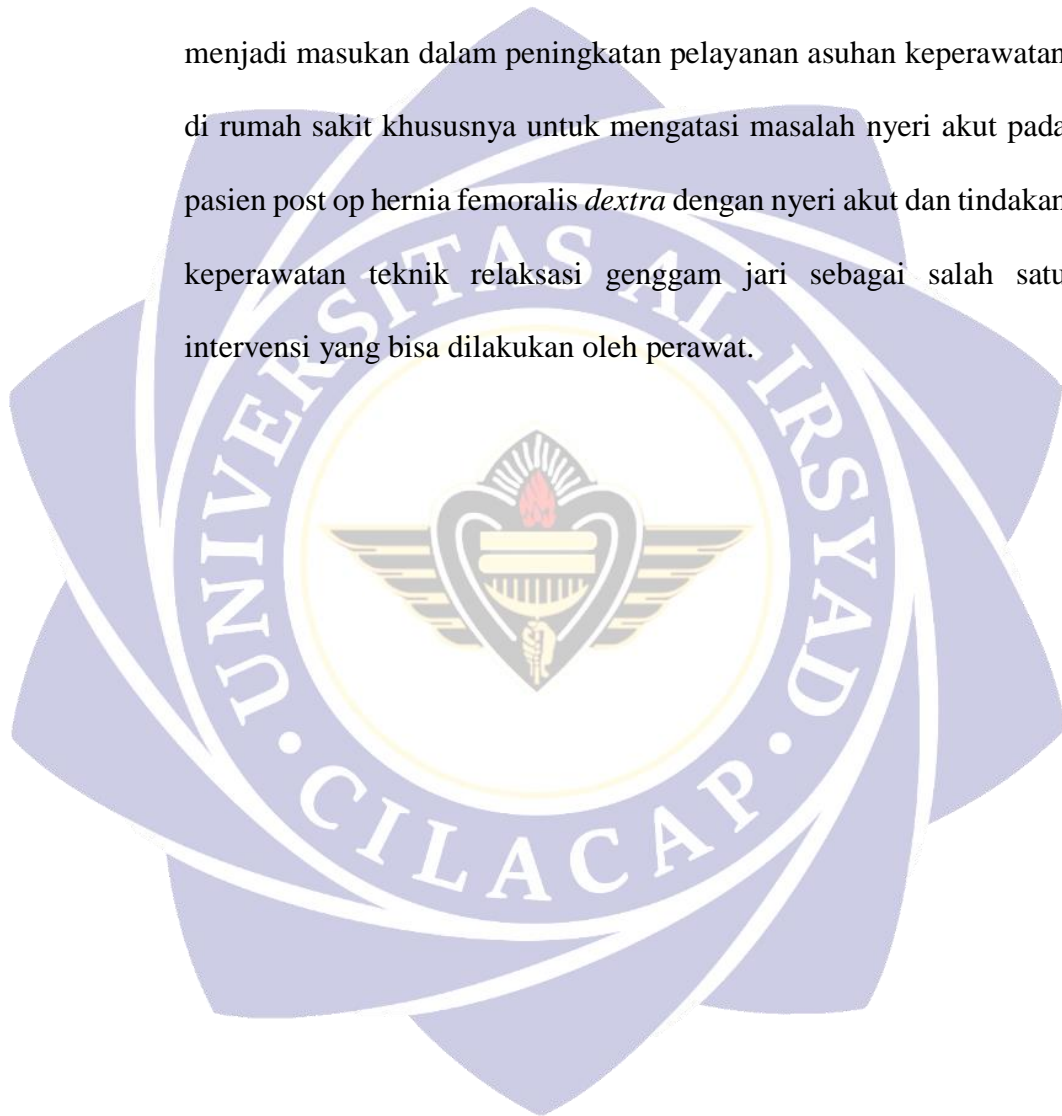 menjadi masukan dalam peningkatan pelayanan asuhan keperawatan
di rumah sakit khususnya untuk mengatasi masalah nyeri akut pada
pasien post op hernia femoralis dextra dengan nyeri akut dan tindakan
keperawatan teknik relaksasi genggam jari sebagai salah satu
intervensi yang bisa dilakukan oleh perawat.
UNIVERSITAS AL-IRSYAD
• CILACAP •